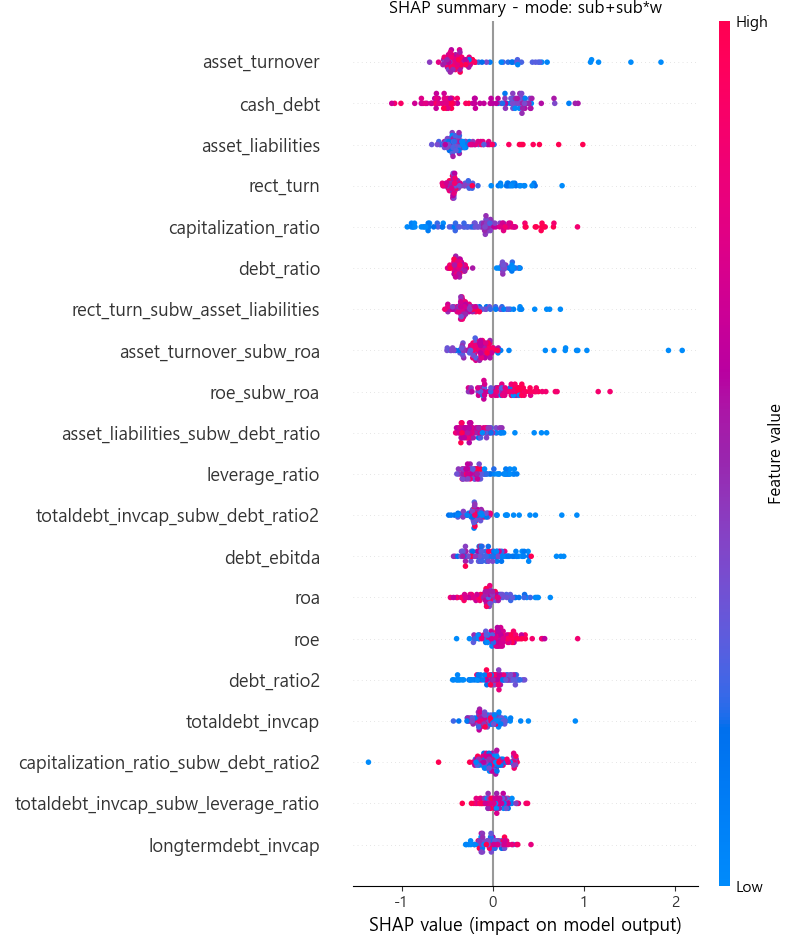 SHAP summary - mode: sub+sub*w
High
asset_turnover
cash_debt
asset_liabilities
rect_turn
capitalization_ratio
debt_ratio
rect_turn_subw_asset_liabilities
asset_turnover_subw_roa
roe_subw_roa
asset_liabilities_subw_debt_ratio
leverage_ratio
totaldebt_invcap_subw_debt_ratio2
debt_ebitda
roa
roe
debt_ratio2
totaldebt_invcap
capitalization_ratio_subw_debt_ratio2
totaldebt_invcap_subw_leverage_ratio
longtermdebt_invcap
Feature value
Low
-1 0 1 2
SHAP value (impact on model output)